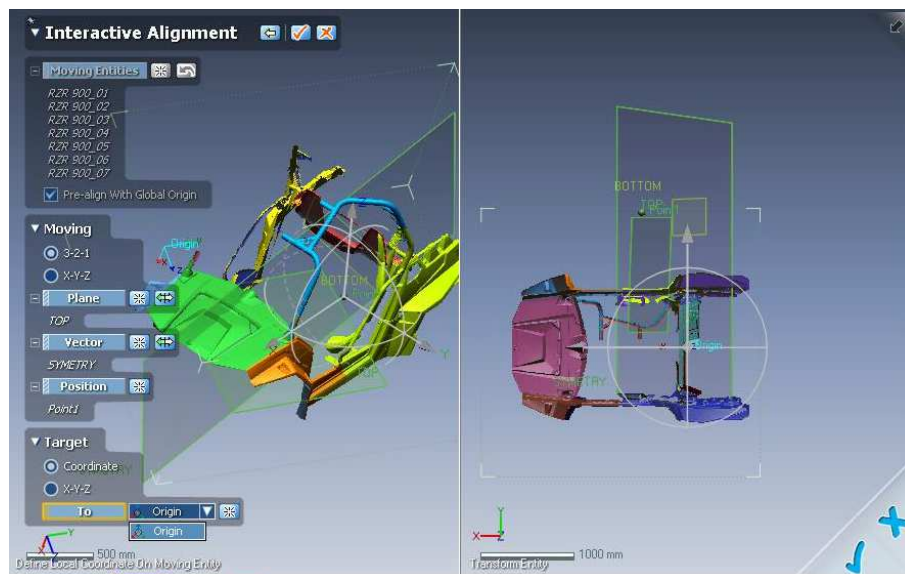 Interactive Alignment
Moving Entities
RZR 900_01
RZR 900_02
RZR 900_03
RZR 900_04
RZR 900_05
RZR 900_06
RZR 900_07
Pre-align With Global Origin
Moving
3-2-1
X-Y-Z
Plane
TOP
Vector
SYMETRY
Position
Point1
Target
Coordinate
X-Y-Z
To
Origin
Origin
500 mm
Define Local Coordinate On Moving Entity
Origin
BOTTOM
Point1
TOP
Y
X
Y
Z
BOTTOM
TOP
Point1
Origin
SYMETRY
Y
X
Z
1000 mm
Transform Entity